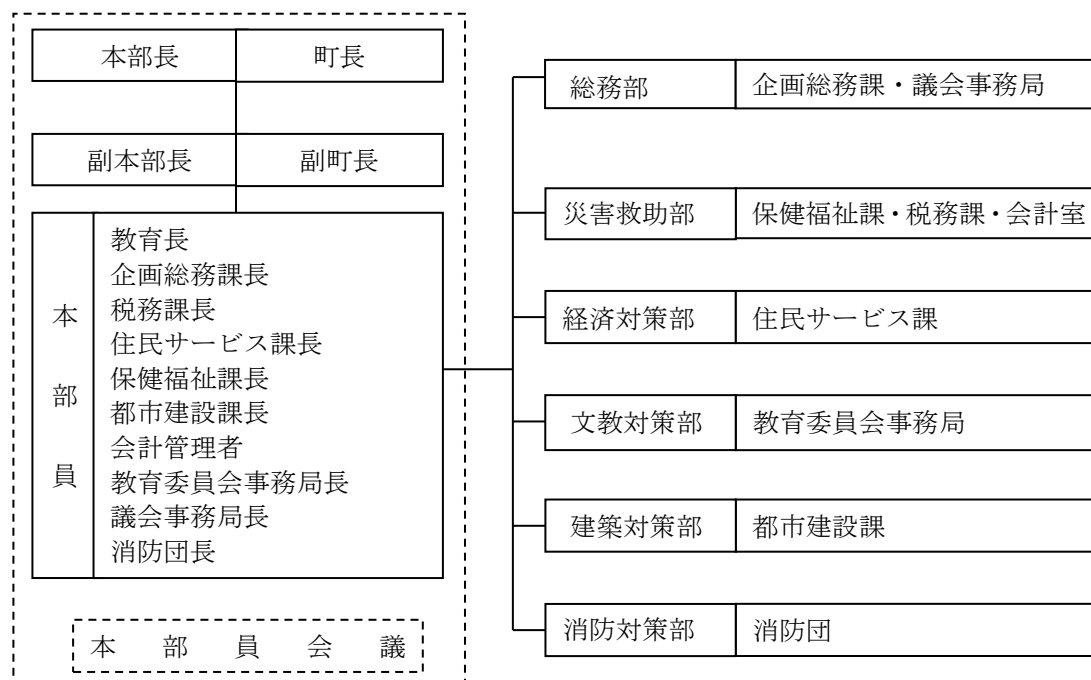 本部長 町長
副本部長 副町長
本部員
教育長
企画総務課長
税務課長
住民サービス課長
保健福祉課長
都市建設課長
会計管理者
教育委員会事務局長
議会事務局長
消防団長
本部員会議
総務部 企画総務課・議会事務局
災害救助部 保健福祉課・税務課・会計室
経済対策部 住民サービス課
文教対策部 教育委員会事務局
建築対策部 都市建設課
消防対策部 消防団